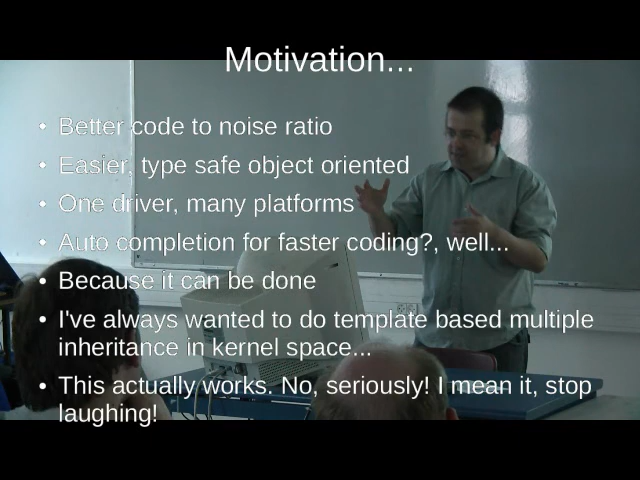 Motivation...
Better code to noise ratio
Easier, type safe object oriented
One driver, many platforms
Auto completion for faster coding?, well...
Because it can be done
I've always wanted to do template based multiple
inheritance in kernel space...
This actually works. No, seriously! I mean it, stop
laughing!